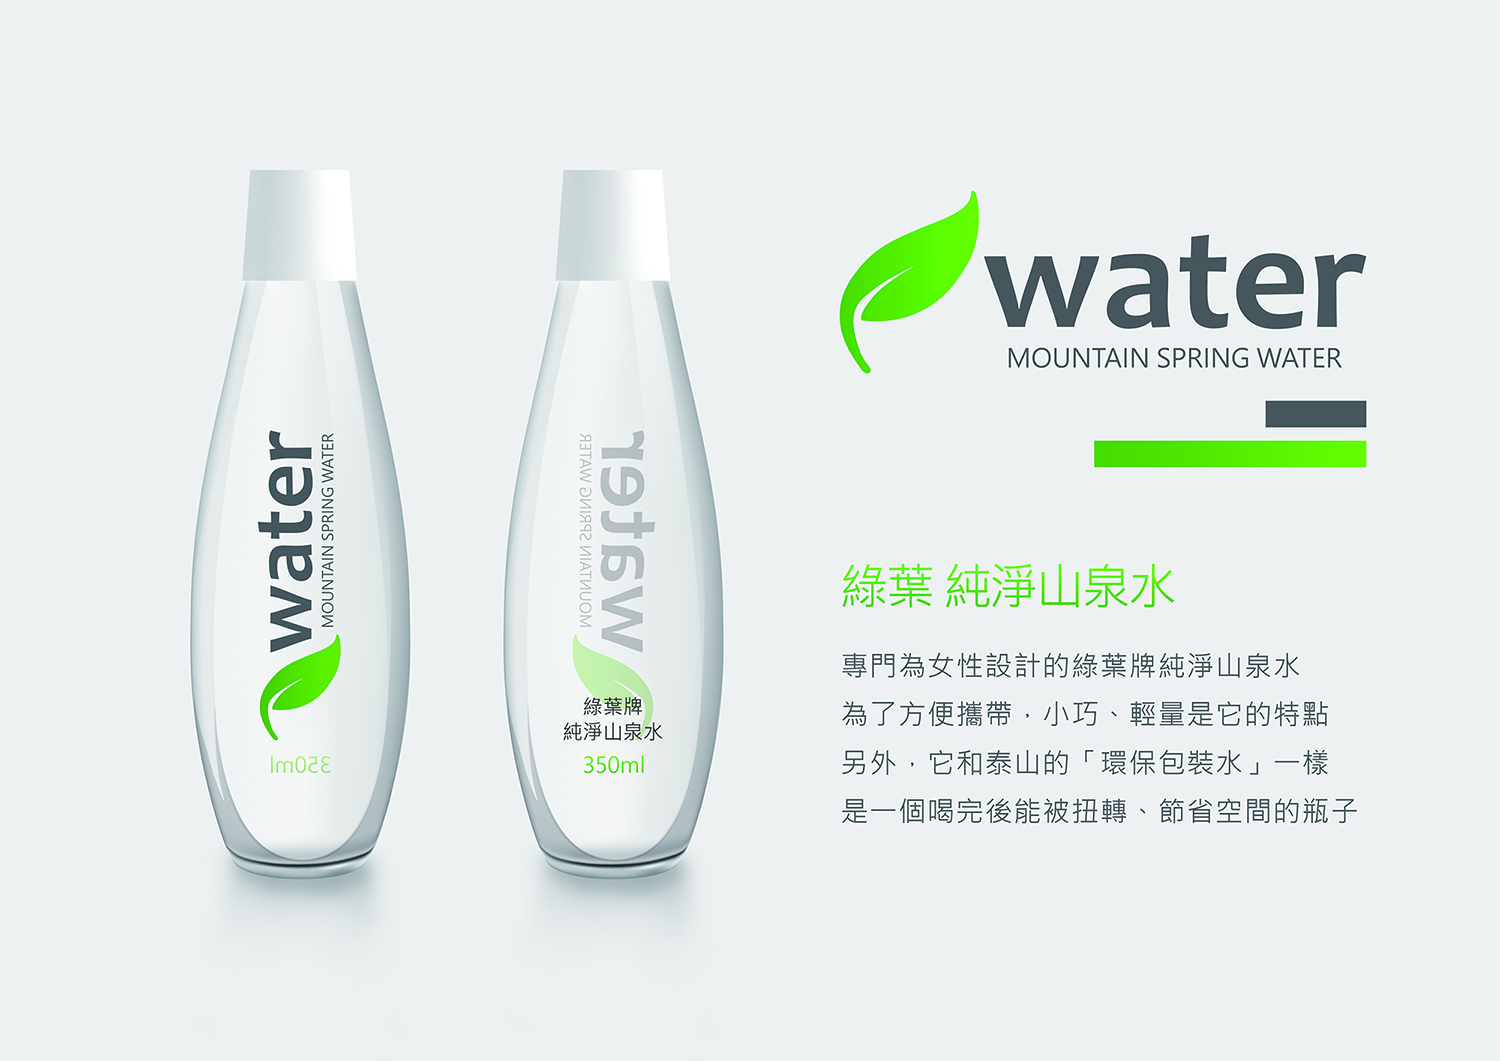 water
MOUNTAIN SPRING WATER
350ml
water
MOUNTAIN SPRING WATER
綠葉牌
純淨山泉水
350ml
water
MOUNTAIN SPRING WATER
綠葉 純淨山泉水
專門為女性設計的綠葉牌純淨山泉水
為了方便攜帶，小巧、輕量是它的特點
另外，它和泰山的「環保包裝水」一樣
是一個喝完後能被扭轉、節省空間的瓶子